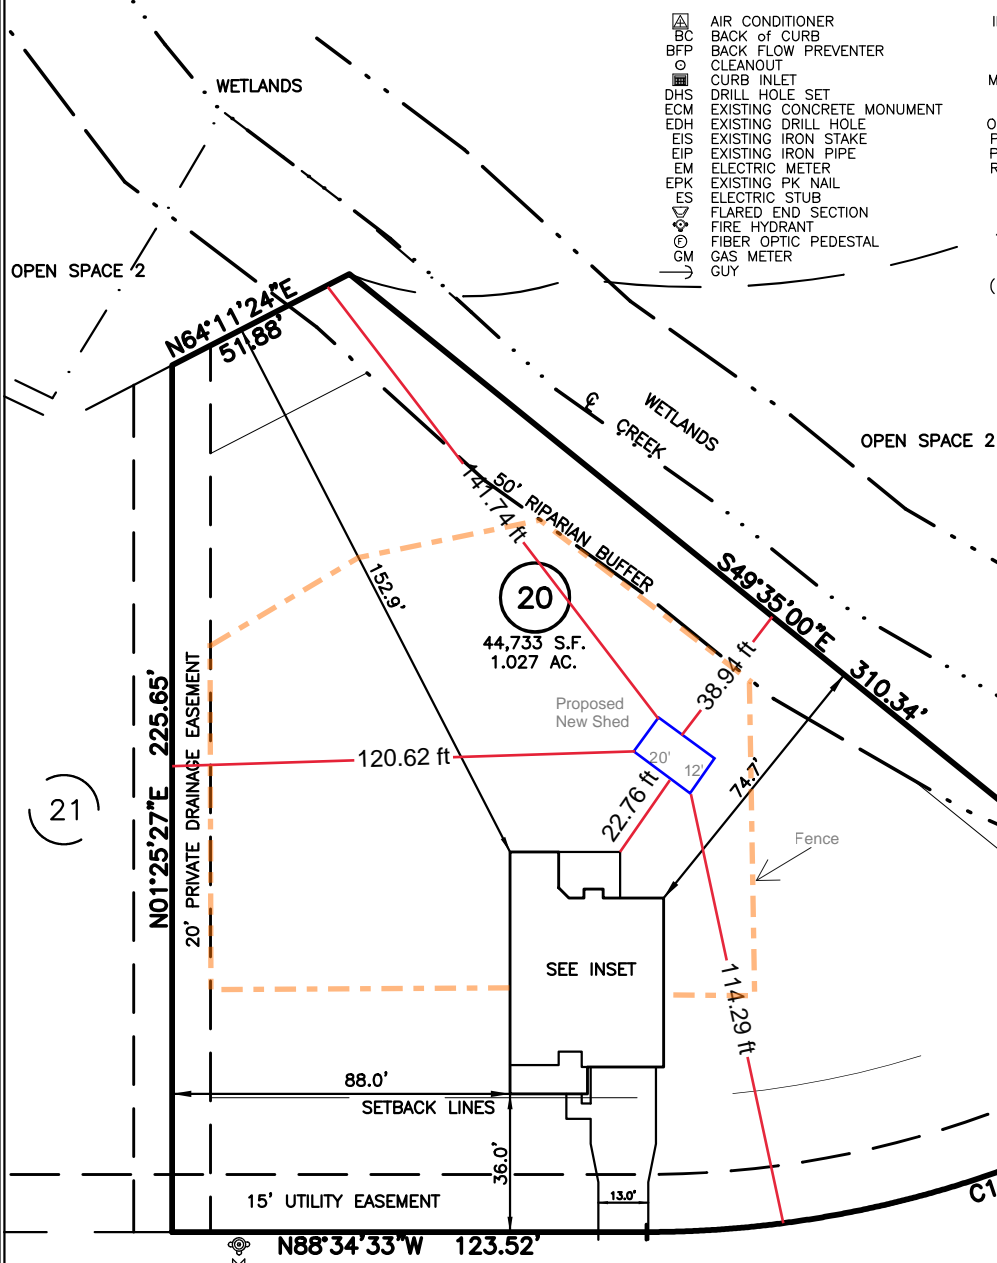 AIR CONDITIONER
BC BACK of CURB
BFP BACK FLOW PREVENTER
CLEANOUT
CURB INLET
DHS DRILL HOLE SET
ECM EXISTING CONCRETE MONUMENT
EDH EXISTING DRILL HOLE
EIS EXISTING IRON STAKE
EIP EXISTING IRON PIPE
EM ELECTRIC METER
EPK EXISTING PK NAIL
ES ELECTRIC STUB
FLARED END SECTION
FIRE HYDRANT
F FIBER OPTIC PEDESTAL
GM GAS METER
GUY
WETLANDS
OPEN SPACE 2
N64°11'24"E
51.88'
℄ CREEK
WETLANDS
OPEN SPACE 2
141.74 ft
50' RIPARIAN BUFFER
152.9'
20
44,733 S.F.
1.027 AC.
S49°35'00"E 310.34'
38.94 ft
Proposed
New Shed
20'
12'
120.62 ft
22.76 ft
74.7'
N01°25'27"E 225.65'
20' PRIVATE DRAINAGE EASEMENT
21
Fence
SEE INSET
114.29 ft
88.0'
SETBACK LINES
36.0'
13.0'
15' UTILITY EASEMENT
C1
N88°34'33"W 123.52'